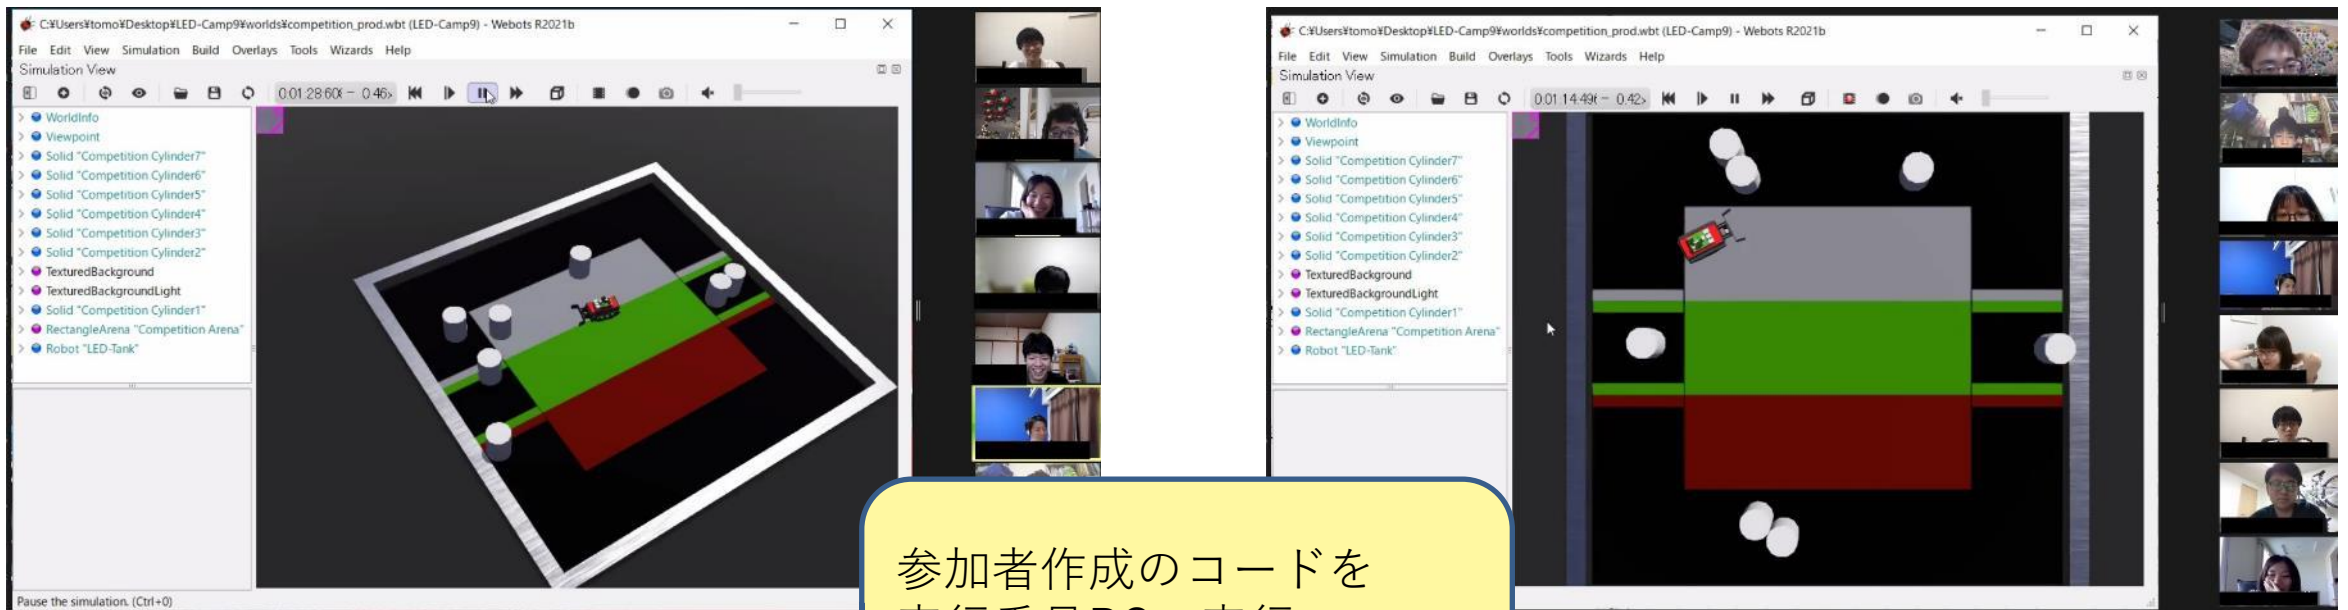 C:¥Users¥tomo¥Desktop¥LED-Camp9¥worlds¥competition_prod.wbt (LED-Camp9) - Webots R2021b
File Edit View Simulation Build Overlays Tools Wizards Help
Simulation View
WorldInfo
Viewpoint
Solid "Competition Cylinder7"
Solid "Competition Cylinder6"
Solid "Competition Cylinder5"
Solid "Competition Cylinder4"
Solid "Competition Cylinder3"
Solid "Competition Cylinder2"
TexturedBackground
TexturedBackgroundLight
Solid "Competition Cylinder1"
RectangleArena "Competition Arena"
Robot "LED-Tank"
Pause the simulation. (Ctrl+0)
C:¥Users¥tomo¥Desktop¥LED-Camp9¥worlds¥competition_prod.wbt (LED-Camp9) - Webots R2021b
File Edit View Simulation Build Overlays Tools Wizards Help
Simulation View
WorldInfo
Viewpoint
Solid "Competition Cylinder7"
Solid "Competition Cylinder6"
Solid "Competition Cylinder5"
Solid "Competition Cylinder4"
Solid "Competition Cylinder3"
Solid "Competition Cylinder2"
TexturedBackground
TexturedBackgroundLight
Solid "Competition Cylinder1"
RectangleArena "Competition Arena"
Robot "LED-Tank"
参加者作成のコードを